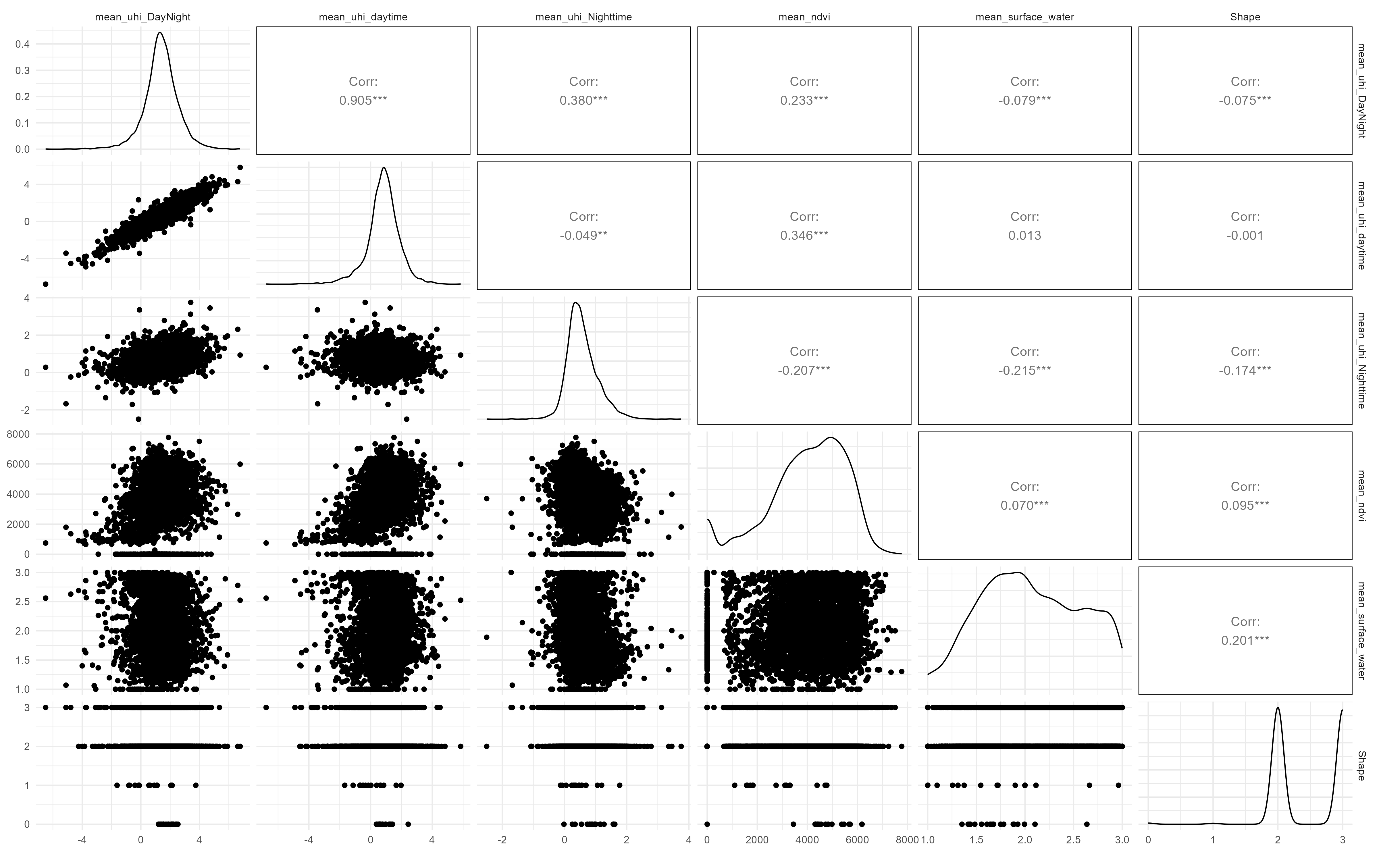 mean_uhi_DayNight mean_uhi_daytime mean_uhi_Nighttime mean_ndvi mean_surface_water Shape
0.4
0.3
0.2
0.1
0.0
Corr:
0.905***
Corr:
0.380***
Corr:
0.233***
Corr:
-0.079***
Corr:
-0.075***
mean_uhi_DayNight
4
0
-4
Corr:
-0.049**
Corr:
0.346***
Corr:
0.013
Corr:
-0.001
mean_uhi_daytime
4
2
0
-2
Corr:
-0.207***
Corr:
-0.215***
Corr:
-0.174***
mean_uhi_Nighttime
8000
6000
4000
2000
0
Corr:
0.070***
Corr:
0.095***
mean_ndvi
3.0
2.5
2.0
1.5
1.0
Corr:
0.201***
mean_surface_water
3
2
1
0
Shape
-4 0 4 -4 0 4 -2 0 2 4 0 2000 4000 6000 8000 1.0 1.5 2.0 2.5 3.0 0 1 2 3